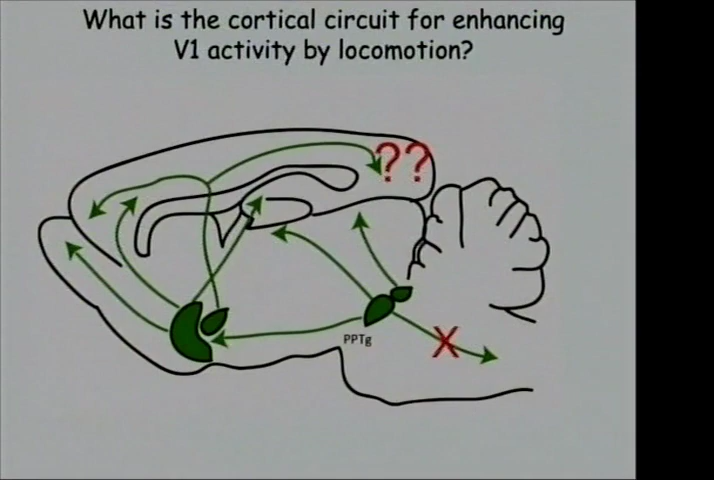 What is the cortical circuit for enhancing
V1 activity by locomotion?
??
PPTg
X